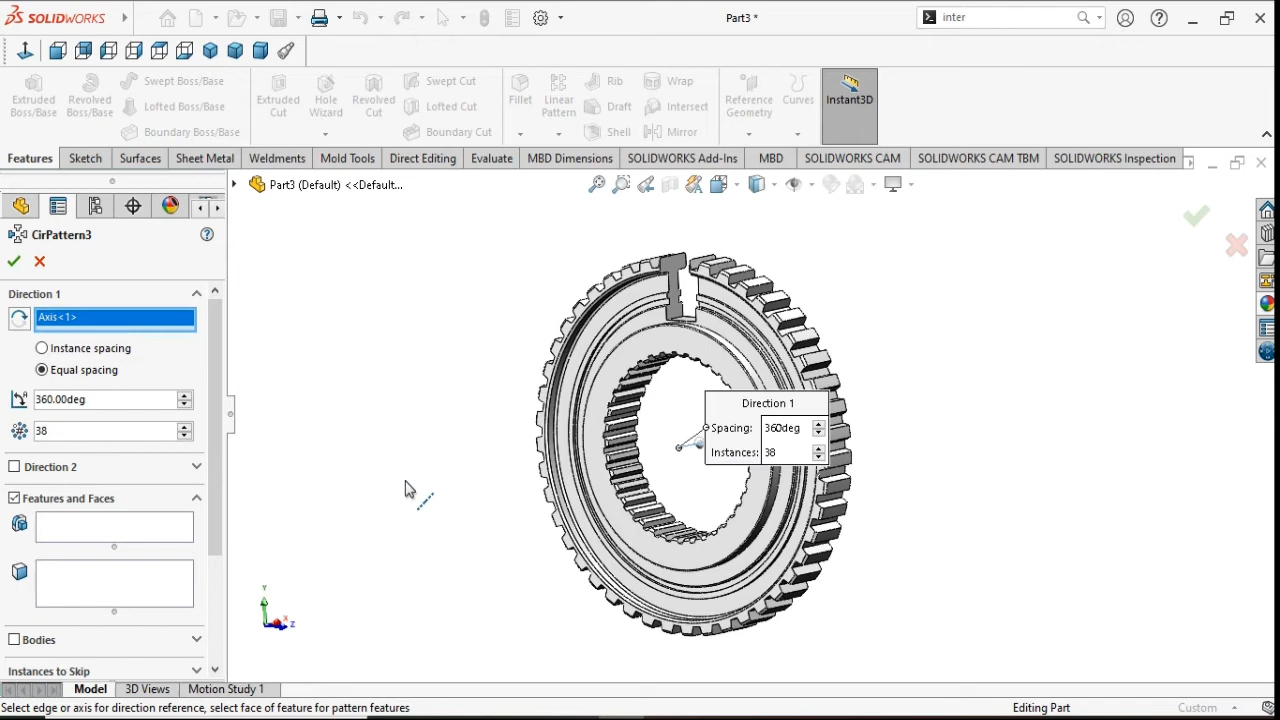 SOLIDWORKS
Part3 *
inter
Extruded Boss/Base
Revolved Boss/Base
Swept Boss/Base
Lofted Boss/Base
Boundary Boss/Base
Extruded Cut
Hole Wizard
Revolved Cut
Swept Cut
Lofted Cut
Boundary Cut
Fillet
Linear Pattern
Rib
Draft
Shell
Wrap
Intersect
Mirror
Reference Geometry
Curves
Instant3D
Features Sketch Surfaces Sheet Metal Weldments Mold Tools Direct Editing Evaluate MBD Dimensions SOLIDWORKS Add-Ins MBD SOLIDWORKS CAM SOLIDWORKS CAM TBM SOLIDWORKS Inspection
Part3 (Default) <<Default...
CirPattern3
Direction 1
Axis<1>
Instance spacing
Equal spacing
360.00deg
38
Direction 2
Features and Faces
Bodies
Instances to Skip
Direction 1
Spacing: 360deg
Instances: 38
Y
X
Z
Model 3D Views Motion Study 1
Select edge or axis for direction reference, select face of feature for pattern features
Editing Part
Custom